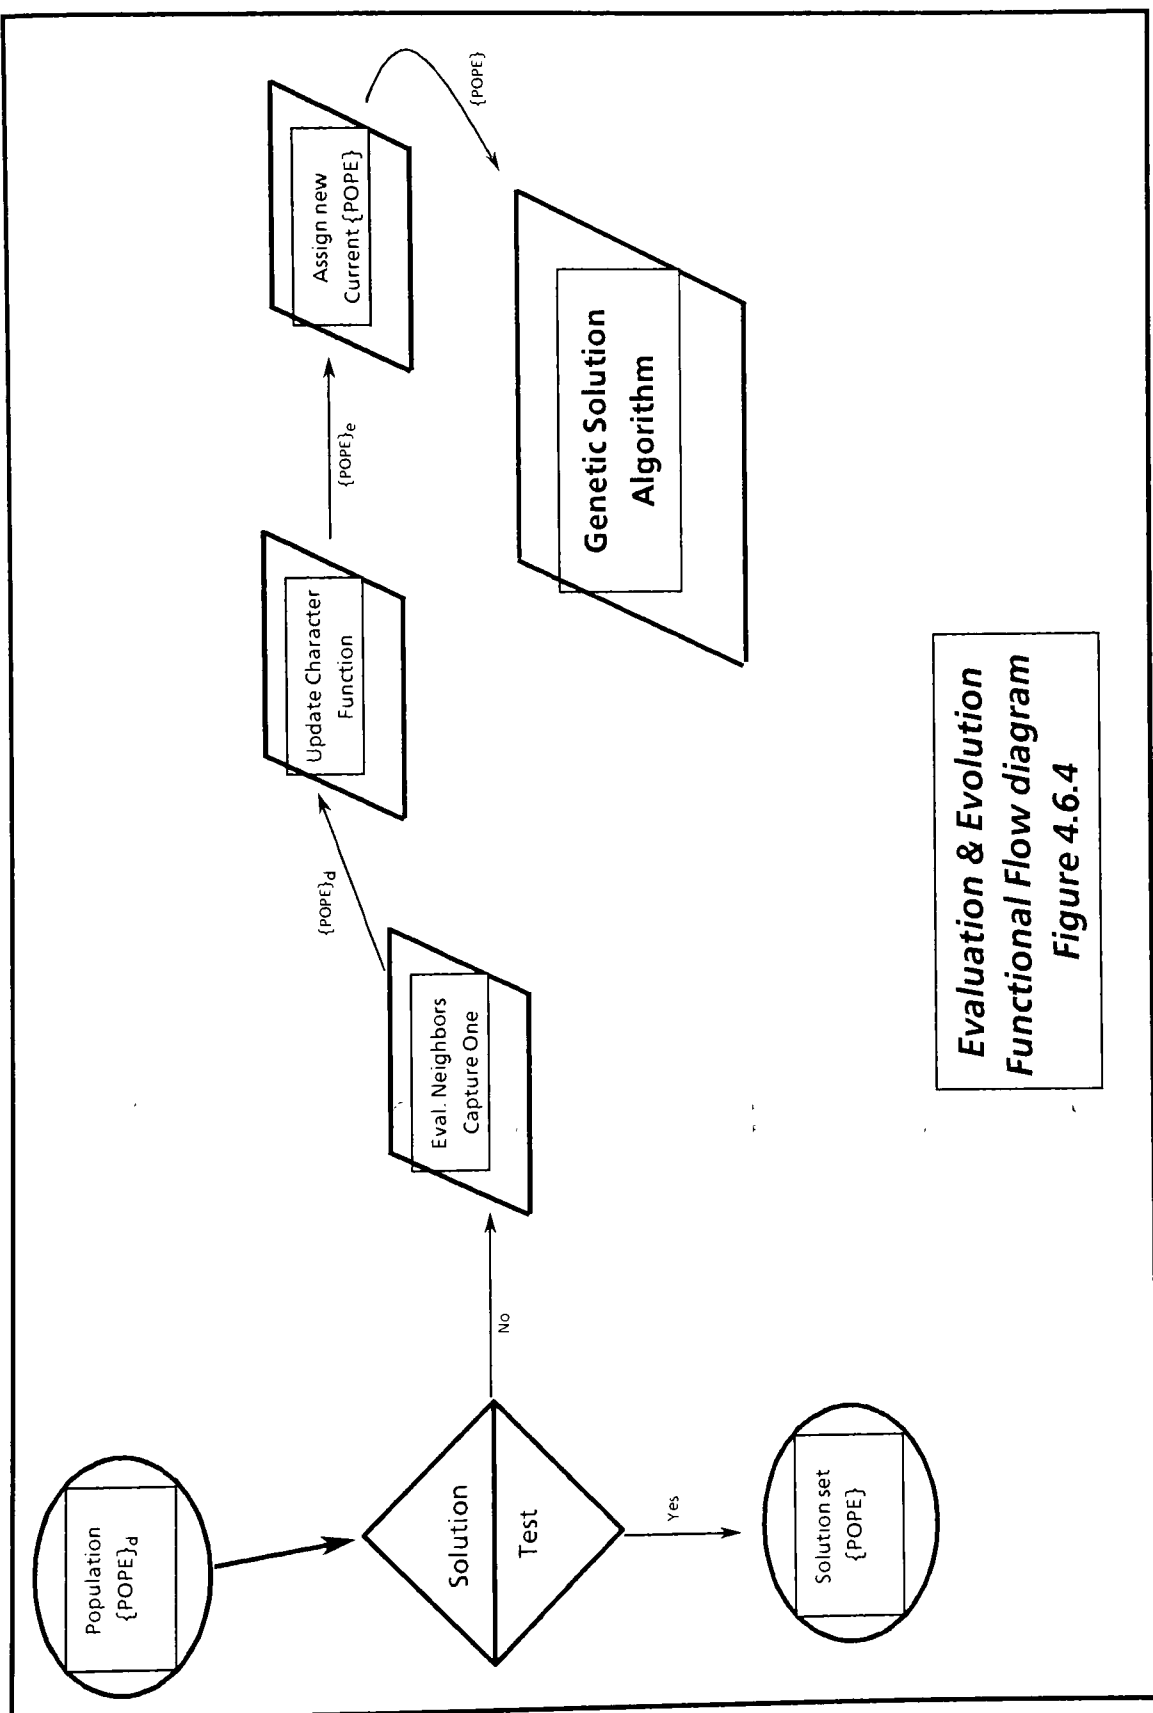 Population
{POPE}d
Solution
Test
Yes
Solution set
{POPE}
No
Eval. Neighbors
Capture One
{POPE}d
Update Character
Function
{POPE}e
Assign new
Current {POPE}
{POPE}
Genetic Solution
Algorithm
Evaluation & Evolution
Functional Flow diagram
Figure 4.6.4